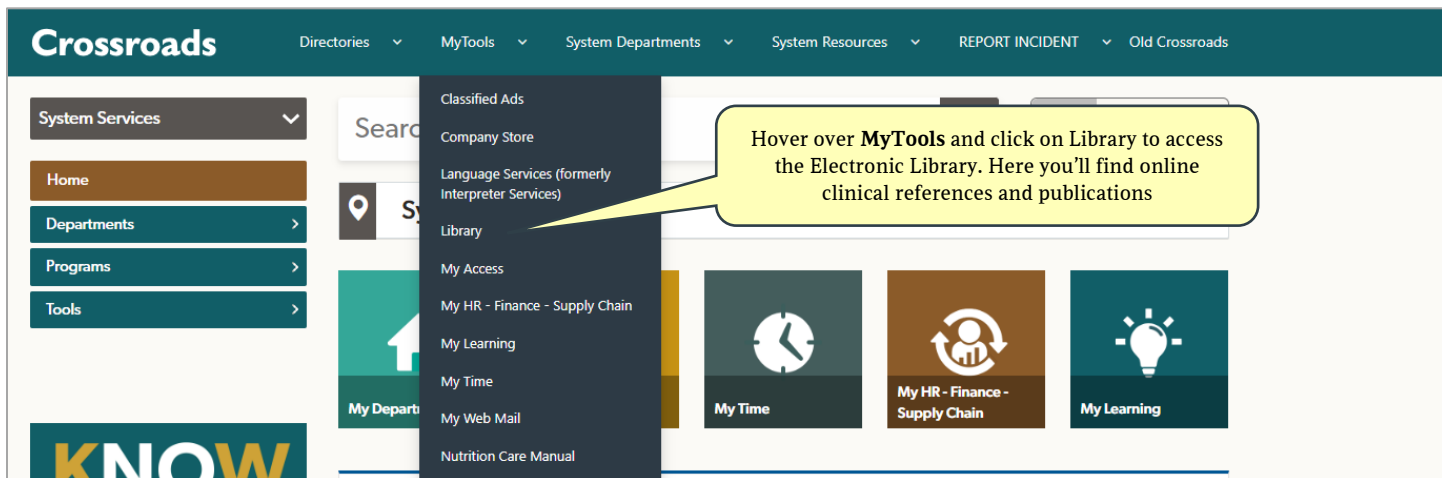 Crossroads
Directories
MyTools
System Departments
System Resources
REPORT INCIDENT
Old Crossroads
System Services
Home
Departments
Programs
Tools
KNOW
Classified Ads
Company Store
Language Services (formerly
Interpreter Services)
Library
My Access
My HR - Finance - Supply Chain
My Learning
My Time
My Web Mail
Nutrition Care Manual
Hover over MyTools and click on Library to access
the Electronic Library. Here you’ll find online
clinical references and publications
My Time
My HR - Finance -
Supply Chain
My Learning